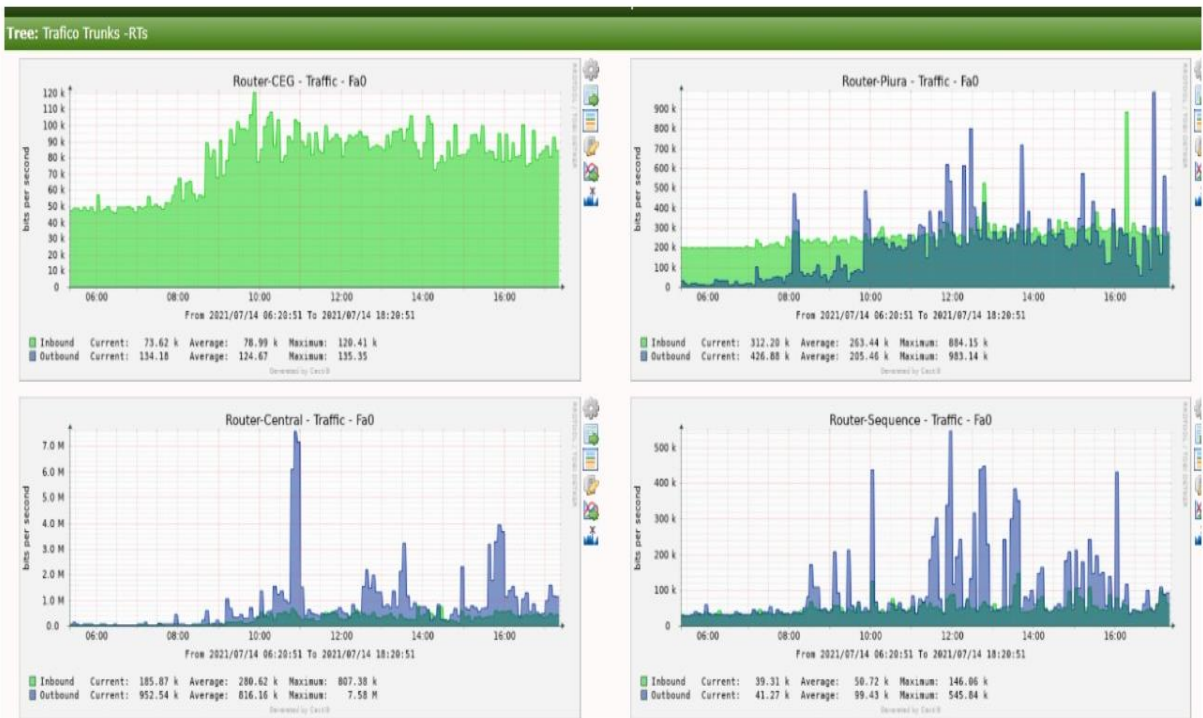 Tree: Trafico Trunks -RTs
Router-CEG - Traffic - Fa0
bits per second
120 k
110 k
100 k
90 k
80 k
70 k
60 k
50 k
40 k
30 k
20 k
10 k
0
06:00 08:00 10:00 12:00 14:00 16:00
From 2021/07/14 06:20:51 To 2021/07/14 18:20:51
Inbound Current: 73.62 k Average: 78.99 k Maximum: 120.41 k
Outbound Current: 134.18 Average: 124.67 Maximum: 135.35
Generated by Cacti®
Router-Piura - Traffic - Fa0
bits per second
900 k
800 k
700 k
600 k
500 k
400 k
300 k
200 k
100 k
0
06:00 08:00 10:00 12:00 14:00 16:00
From 2021/07/14 06:20:51 To 2021/07/14 18:20:51
Inbound Current: 312.20 k Average: 263.44 k Maximum: 884.15 k
Outbound Current: 426.88 k Average: 205.46 k Maximum: 983.14 k
Generated by Cacti®
Router-Central - Traffic - Fa0
bits per second
7.0 M
6.0 M
5.0 M
4.0 M
3.0 M
2.0 M
1.0 M
0.0
06:00 08:00 10:00 12:00 14:00 16:00
From 2021/07/14 06:20:51 To 2021/07/14 18:20:51
Inbound Current: 185.87 k Average: 280.62 k Maximum: 807.38 k
Outbound Current: 952.54 k Average: 816.16 k Maximum: 7.58 M
Generated by Cacti®
Router-Sequence - Traffic - Fa0
bits per second
500 k
400 k
300 k
200 k
100 k
0
06:00 08:00 10:00 12:00 14:00 16:00
From 2021/07/14 06:20:51 To 2021/07/14 18:20:51
Inbound Current: 39.31 k Average: 50.72 k Maximum: 146.06 k
Outbound Current: 41.27 k Average: 99.43 k Maximum: 545.84 k
Generated by Cacti®